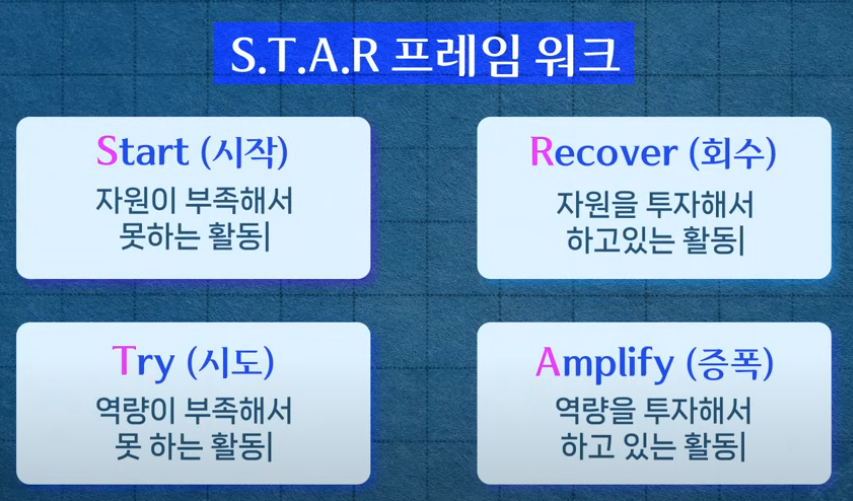 S.T.A.R 프레임 워크
Start (시작)
자원이 부족해서
못하는 활동|
Recover (회수)
자원을 투자해서
하고있는 활동|
Try (시도)
역량이 부족해서
못 하는 활동|
Amplify (증폭)
역량을 투자해서
하고 있는 활동|